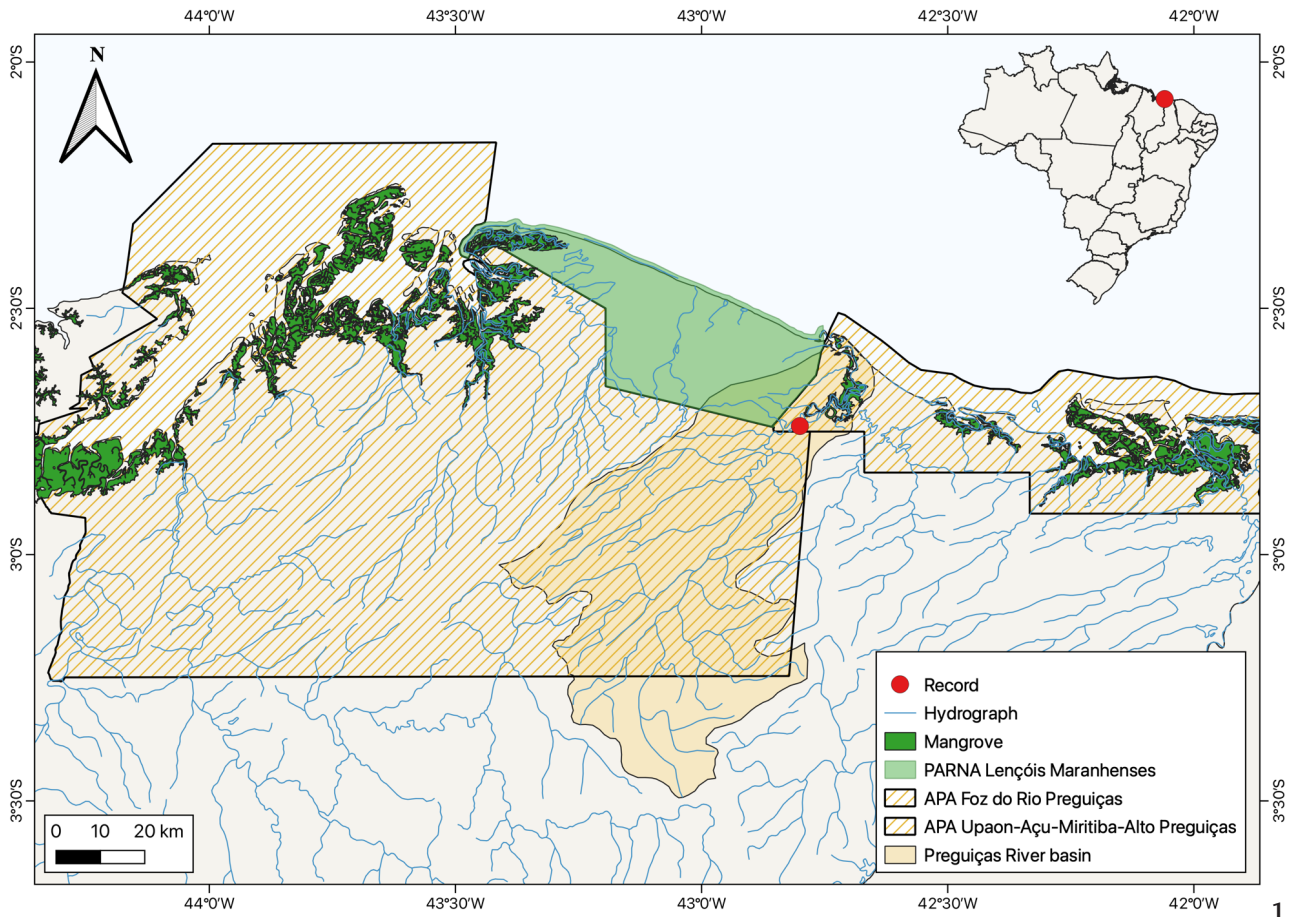 44°0'W 43°30'W 43°0'W 42°30'W 42°0'W
N
2°0'S 2°0'S
2°30'S 2°30'S
3°0'S 3°0'S
3°30'S 3°30'S
Record
Hydrograph
Mangrove
PARNA Lençóis Maranhenses
APA Foz do Rio Preguiças
APA Upaon-Açu-Miritiba-Alto Preguiças
Preguiças River basin
0 10 20 km
44°0'W 43°30'W 43°0'W 42°30'W 42°0'W
1